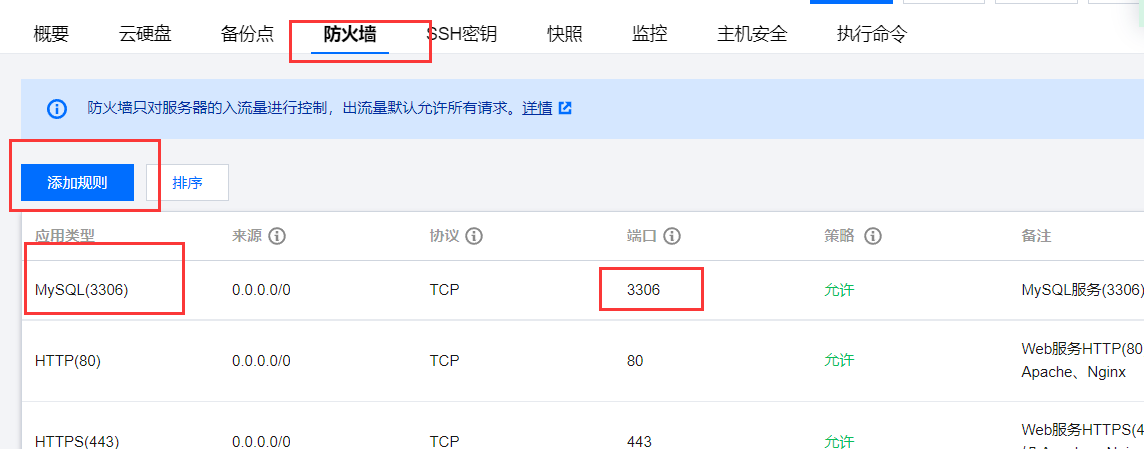 概要 云硬盘 备份点 防火墙 SSH密钥 快照 监控 主机安全 执行命令
防火墙只对服务器的入流量进行控制，出流量默认允许所有请求。详情
添加规则 排序
应用类型 来源 协议 端口 策略 备注
MySQL(3306) 0.0.0.0/0 TCP 3306 允许 MySQL服务(3306)
HTTP(80) 0.0.0.0/0 TCP 80 允许 Web服务HTTP(80
Apache、Nginx
HTTPS(443) 0.0.0.0/0 TCP 443 允许 Web服务HTTPS(4